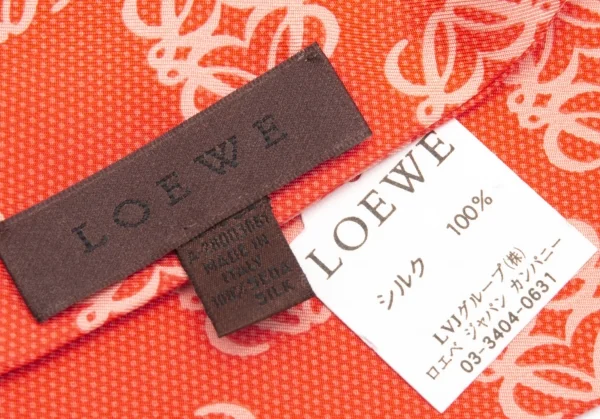 LOEWE
MADE IN
ITALY
SILK
LOEWE
シルク 100%
LVJグループ(株)
ロエベ ジャパン カンパニー
03-3404-0631